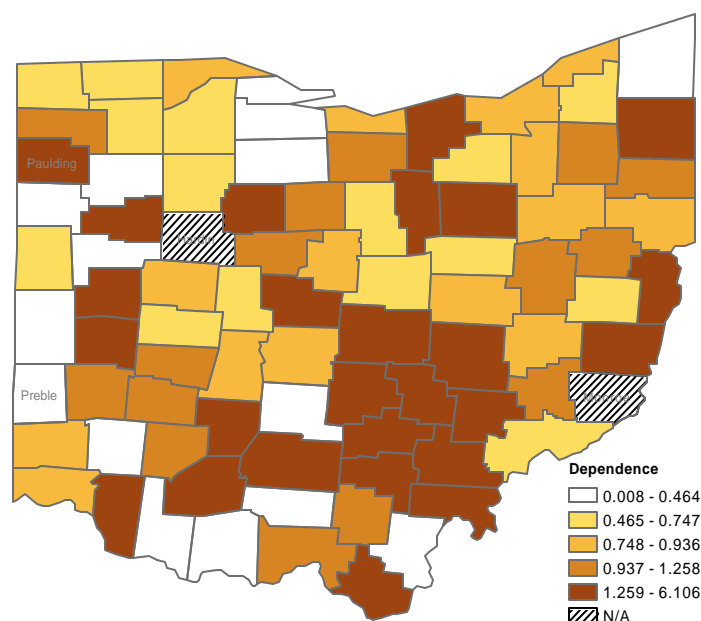 Paulding
Preble
Monroe
Dependence
0.008 - 0.464
0.465 - 0.747
0.748 - 0.936
0.937 - 1.258
1.259 - 6.106
N/A